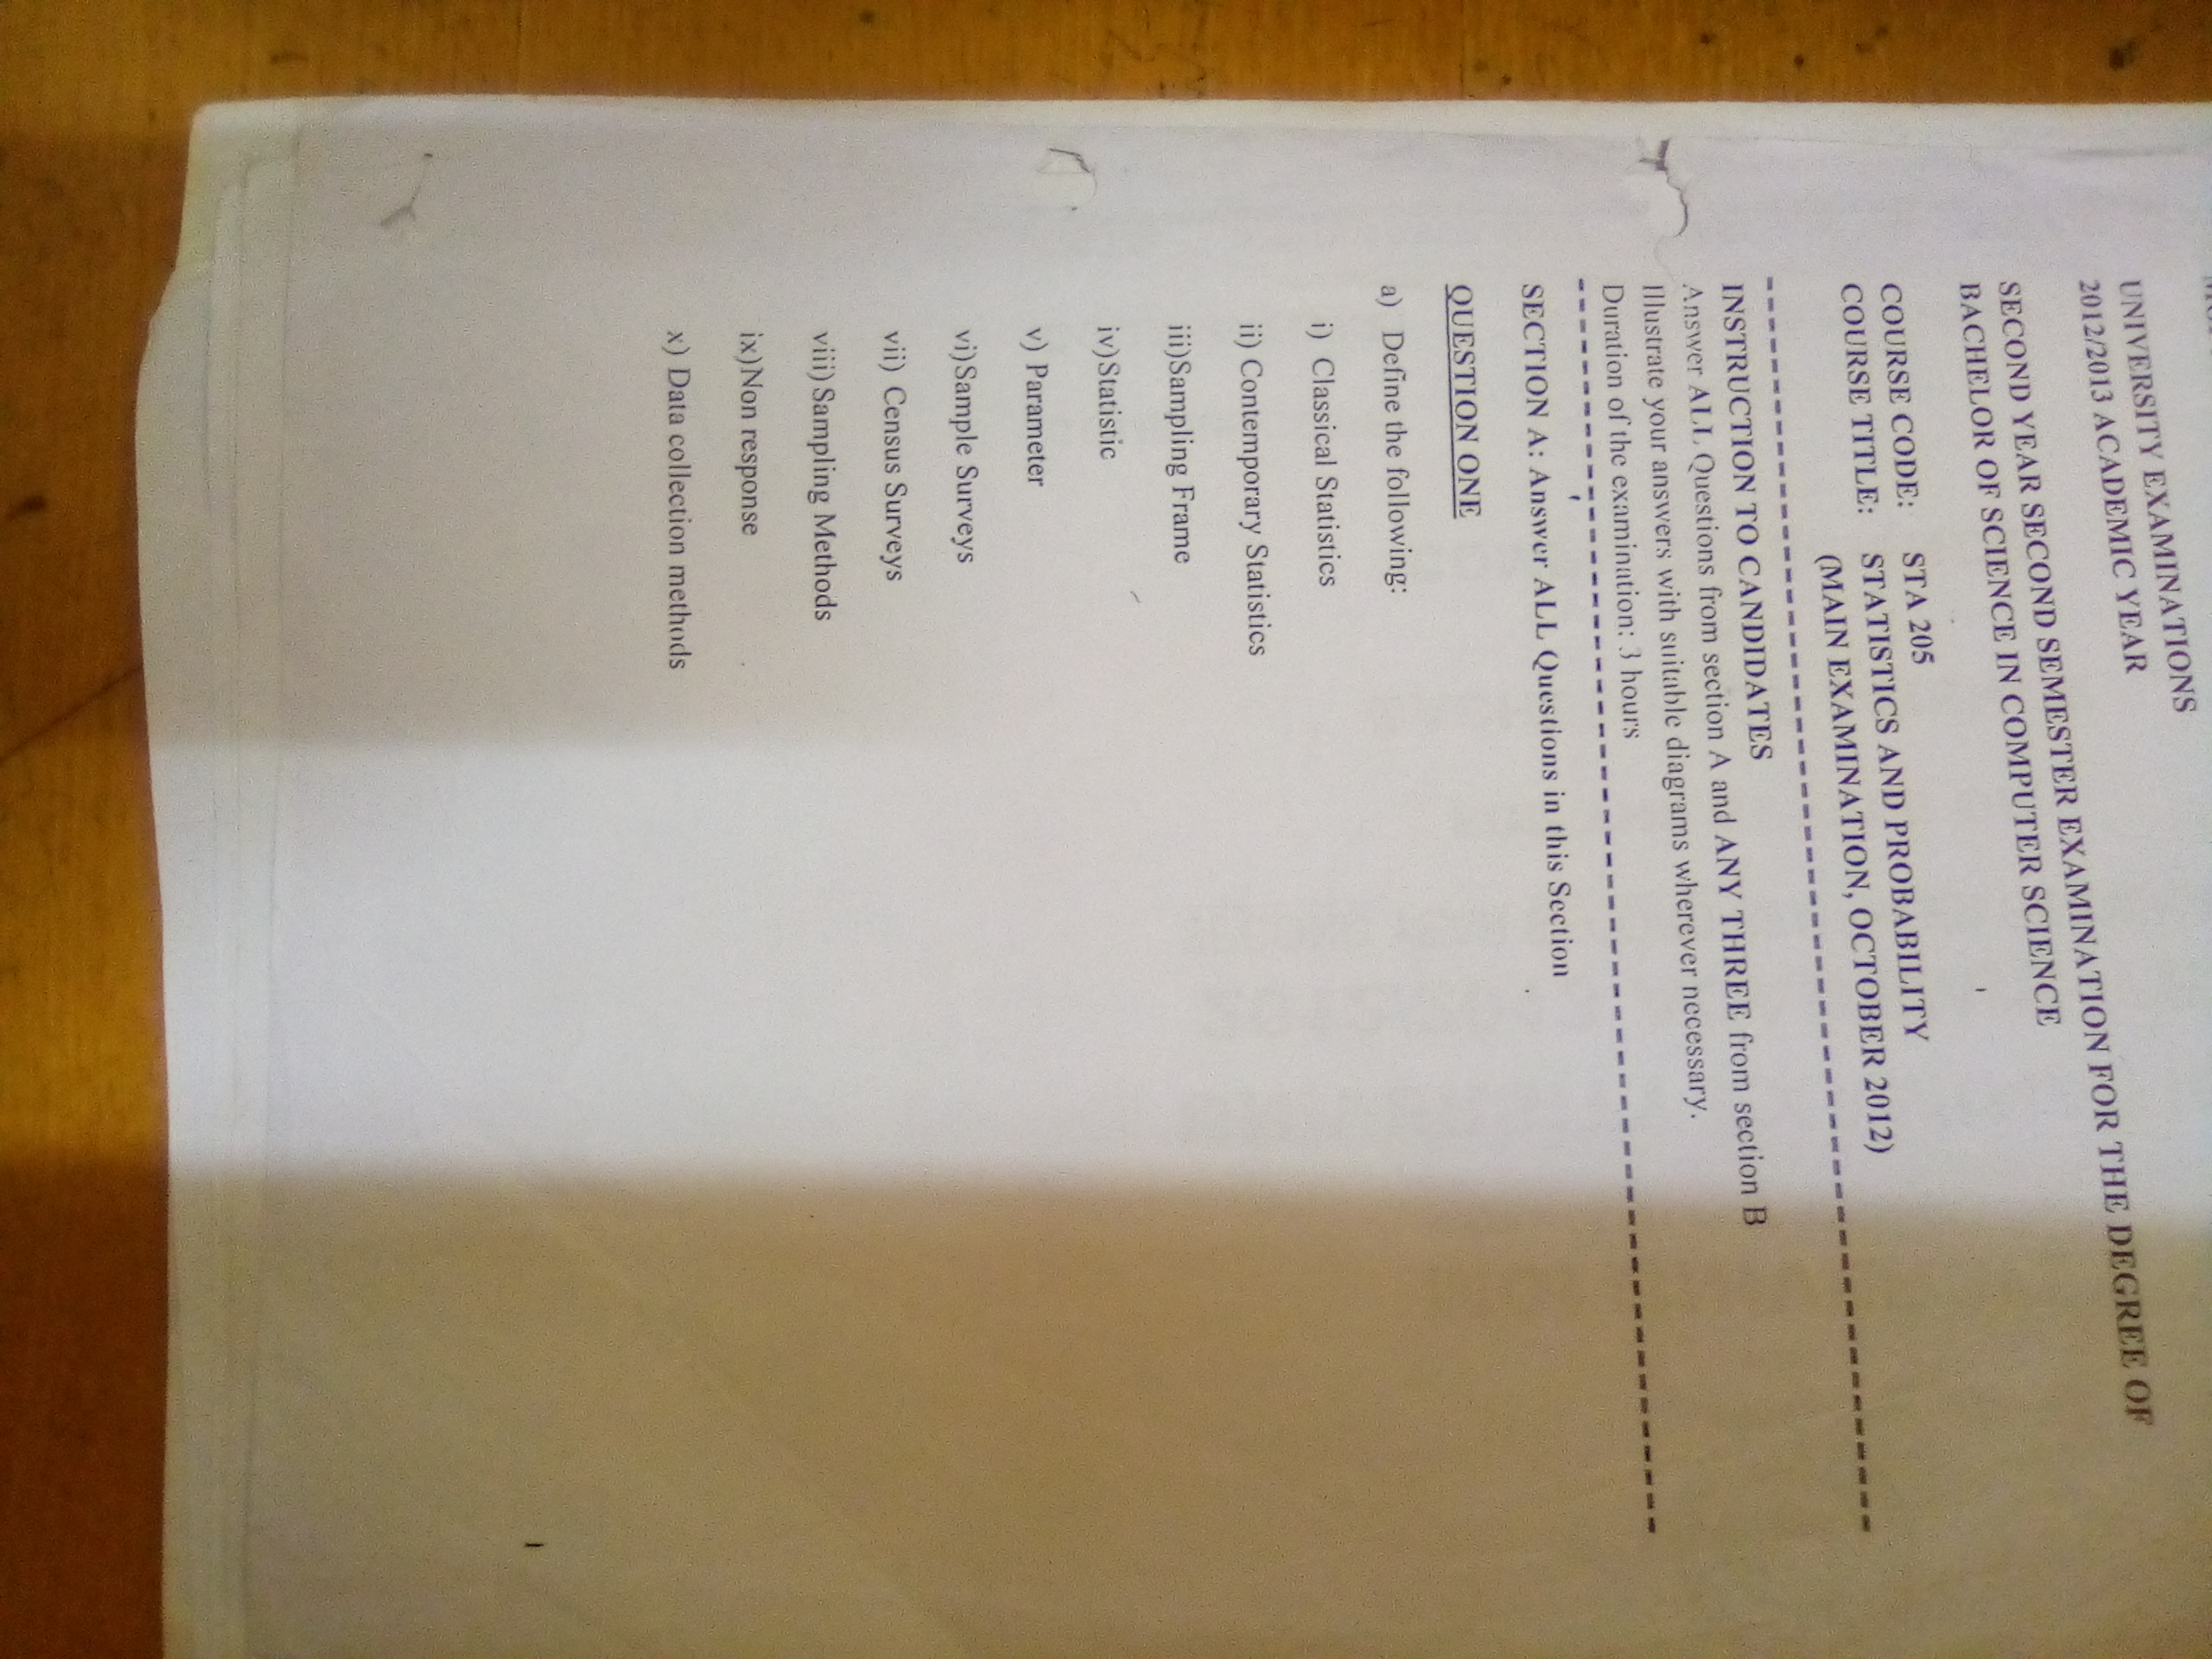 UNIVERSITY EXAMINATIONS
2012/2013 ACADEMIC YEAR
SECOND YEAR SECOND SEMESTER EXAMINATION FOR THE DEGREE OF
BACHELOR OF SCIENCE IN COMPUTER SCIENCE
COURSE CODE: STA 205
COURSE TITLE: STATISTICS AND PROBABILITY
(MAIN EXAMINATION, OCTOBER 2012)
INSTRUCTION TO CANDIDATES
Answer ALL Questions from section A and ANY THREE from section B
Illustrate your answers with suitable diagrams wherever necessary.
Duration of the examination: 3 hours
SECTION A: Answer ALL Questions in this Section
QUESTION ONE
a) Define the following:
i) Classical Statistics
ii) Contemporary Statistics
iii)Sampling Frame
iv)Statistic
v) Parameter
vi)Sample Surveys
vii) Census Surveys
viii) Sampling Methods
ix)Non response
x) Data collection methods